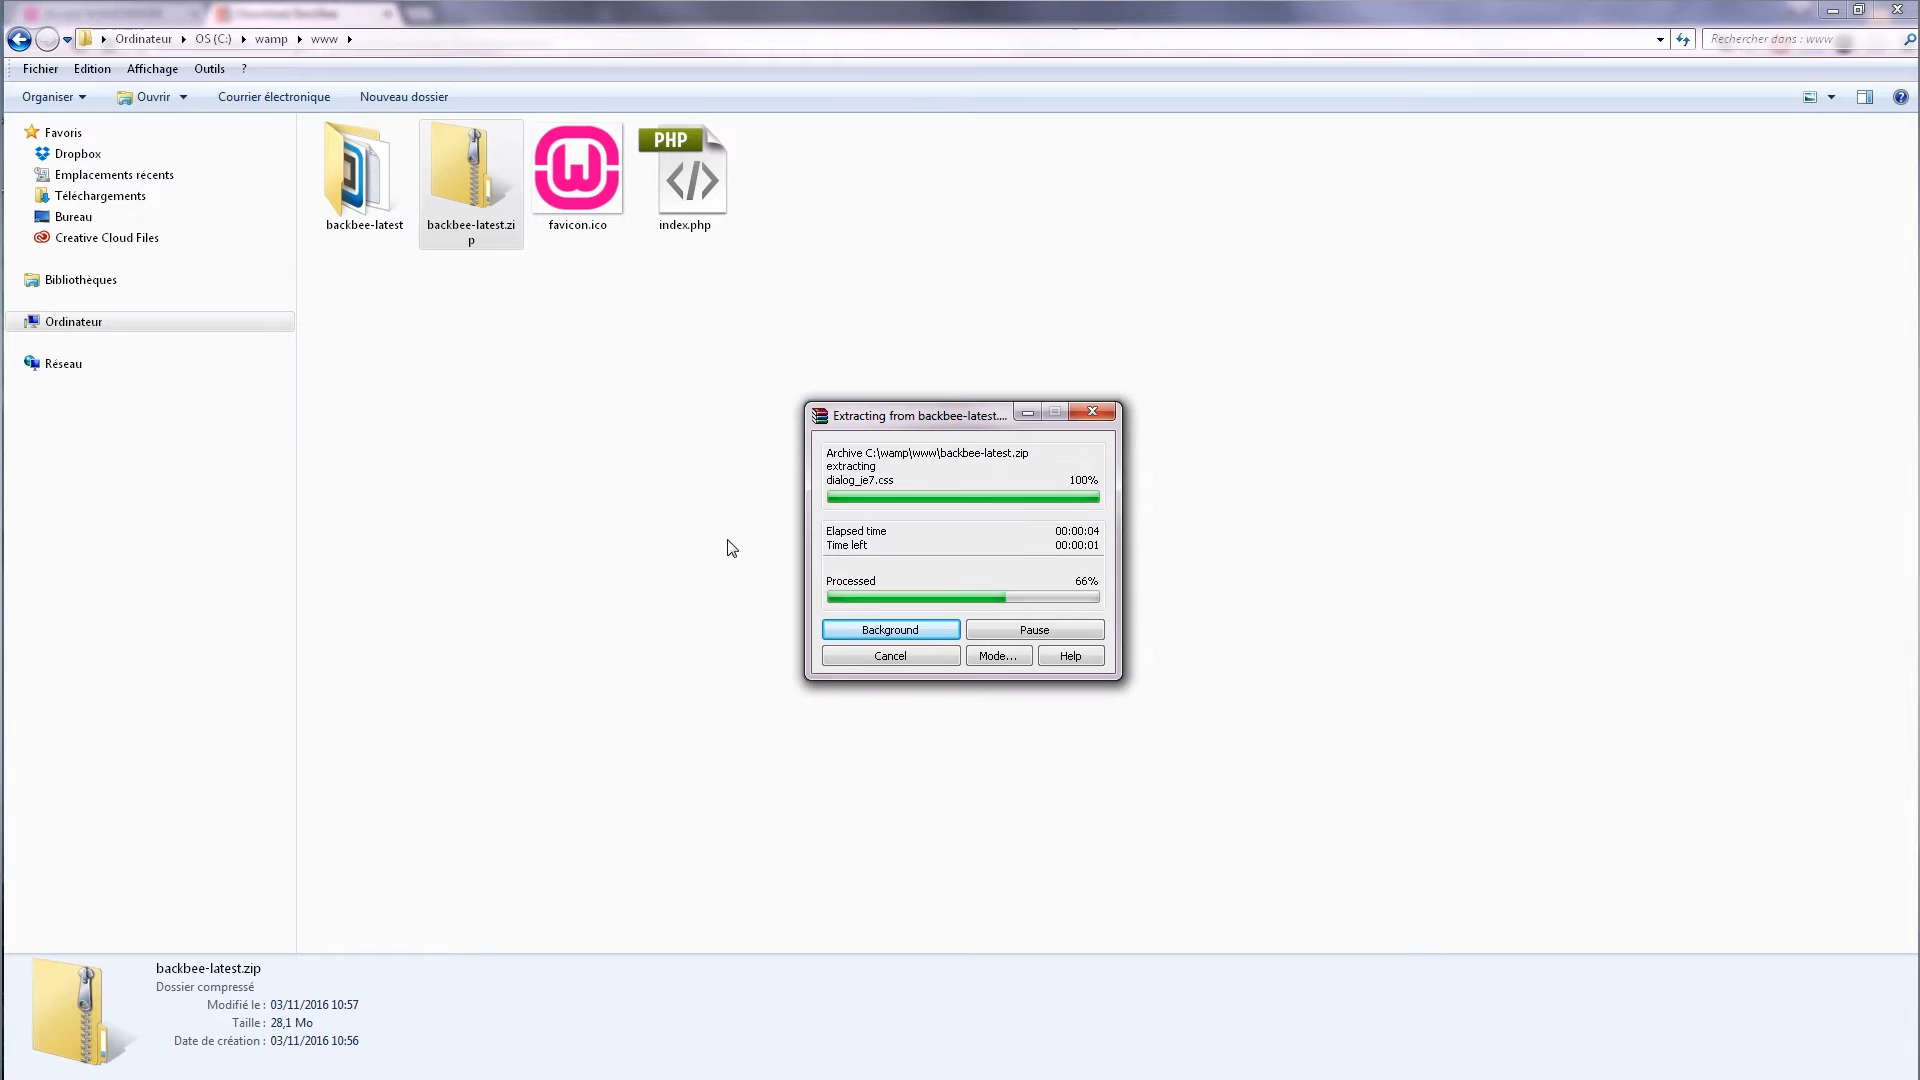 Ordinateur OS (C:) wamp www
Rechercher dans : www
Fichier Edition Affichage Outils ?
Organiser Ouvrir Courrier électronique Nouveau dossier
Favoris
Dropbox
Emplacements récents
Téléchargements
Bureau
Creative Cloud Files
Bibliothèques
Ordinateur
Réseau
PHP
backbee-latest
backbee-latest.zi
p
favicon.ico
index.php
Extracting from backbee-latest....
Archive C:\wamp\www\backbee-latest.zip
extracting
dialog_ie7.css 100%
Elapsed time 00:00:04
Time left 00:00:01
Processed 66%
Background Pause
Cancel Mode... Help
backbee-latest.zip
Dossier compressé
Modifié le : 03/11/2016 10:57
Taille : 28,1 Mo
Date de création : 03/11/2016 10:56